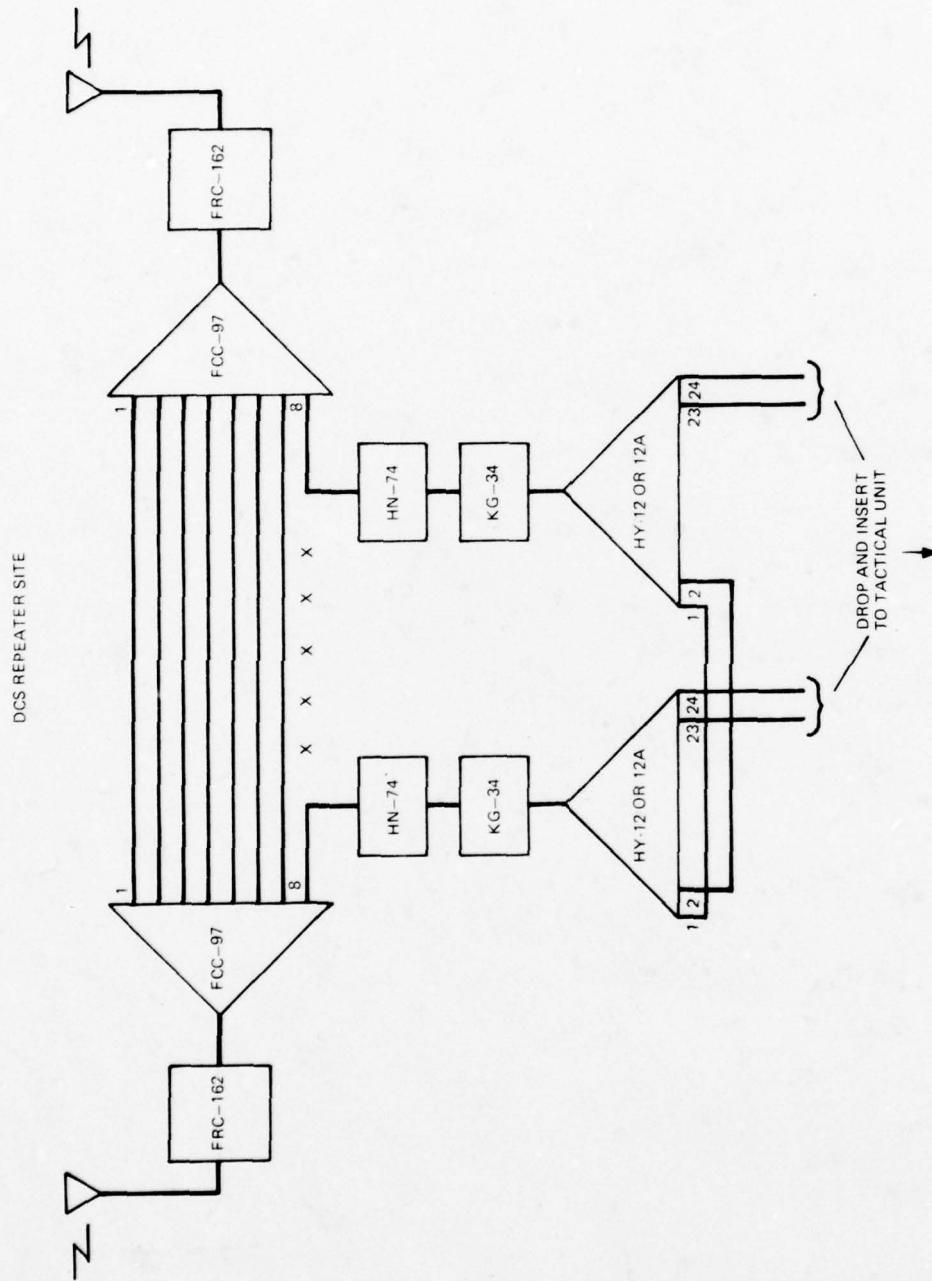 DCS REPEATER SITE
FRC-162
FCC-97
1
8
FCC-97
1
8
FRC-162
X X X X X
HN-74
KG-34
HY-12 OR 12A
1 2
23 24
HN-74
KG-34
HY-12 OR 12A
1 2
23 24
DROP AND INSERT
TO TACTICAL UNIT